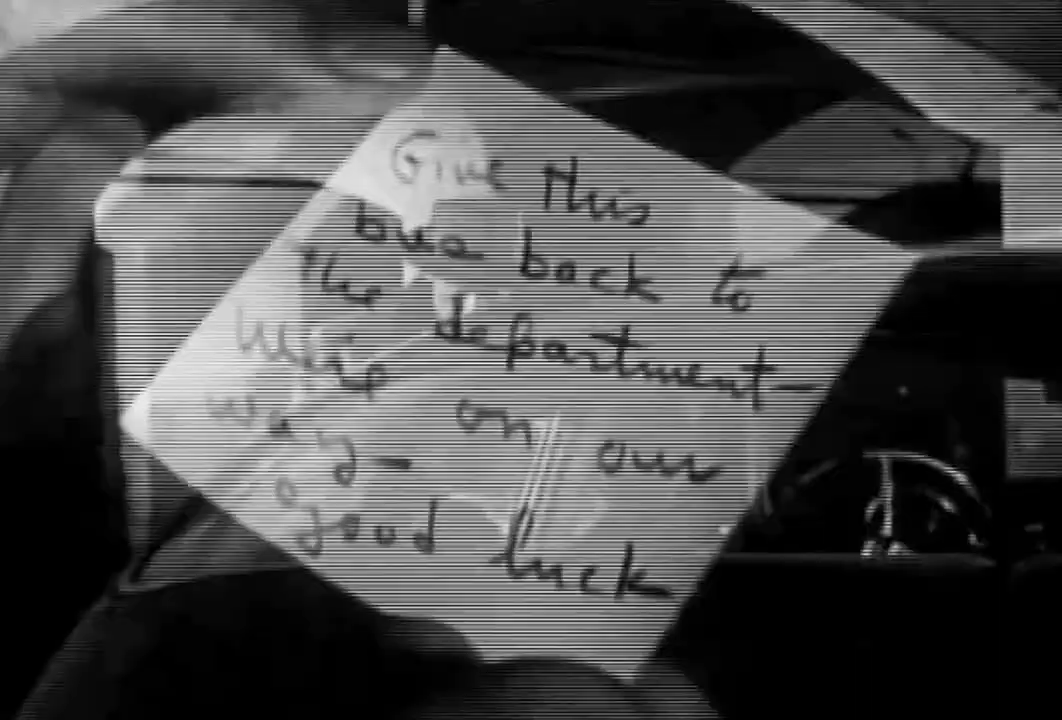 Give this
bus back to
the department—
We're on our
way—
good luck